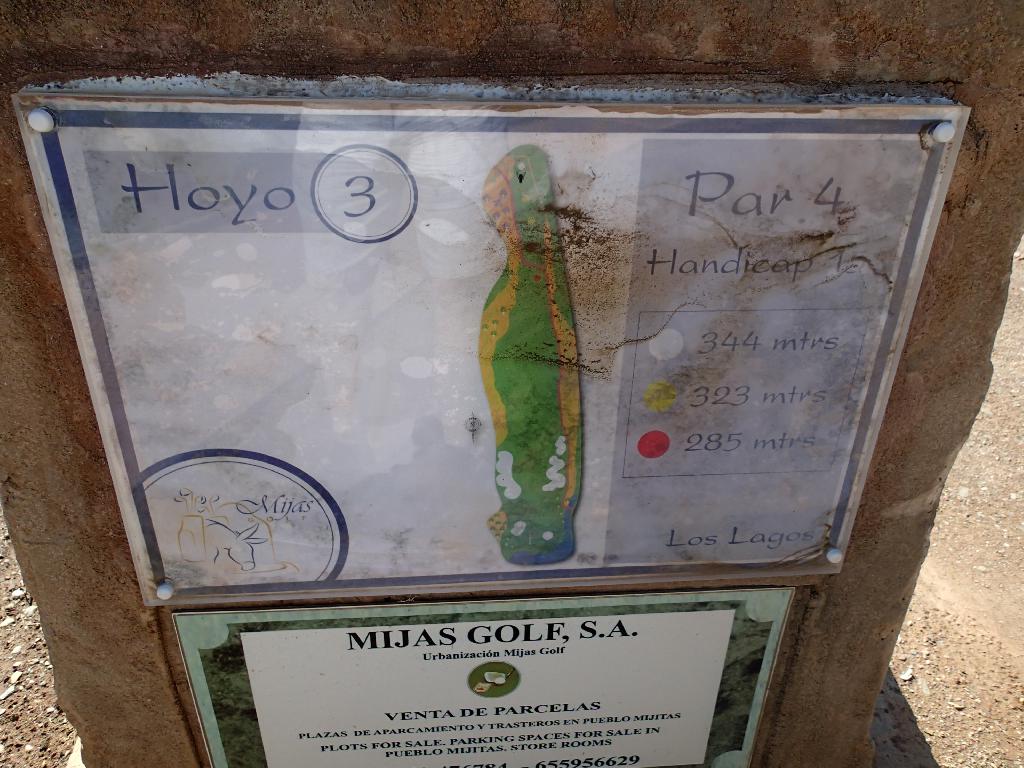 Hoyo 3
Par 4
Handicap 1
344 mtrs
323 mtrs
285 mtrs
Los Lagos
Mijas
MIJAS GOLF, S.A.
Urbanización Mijas Golf
VENTA DE PARCELAS
PLAZAS DE APARCAMIENTO Y TRASTEROS EN PUEBLO MIJITAS
PLOTS FOR SALE. PARKING SPACES FOR SALE IN
PUEBLO MIJITAS. STORE ROOMS
476784 - 655956629